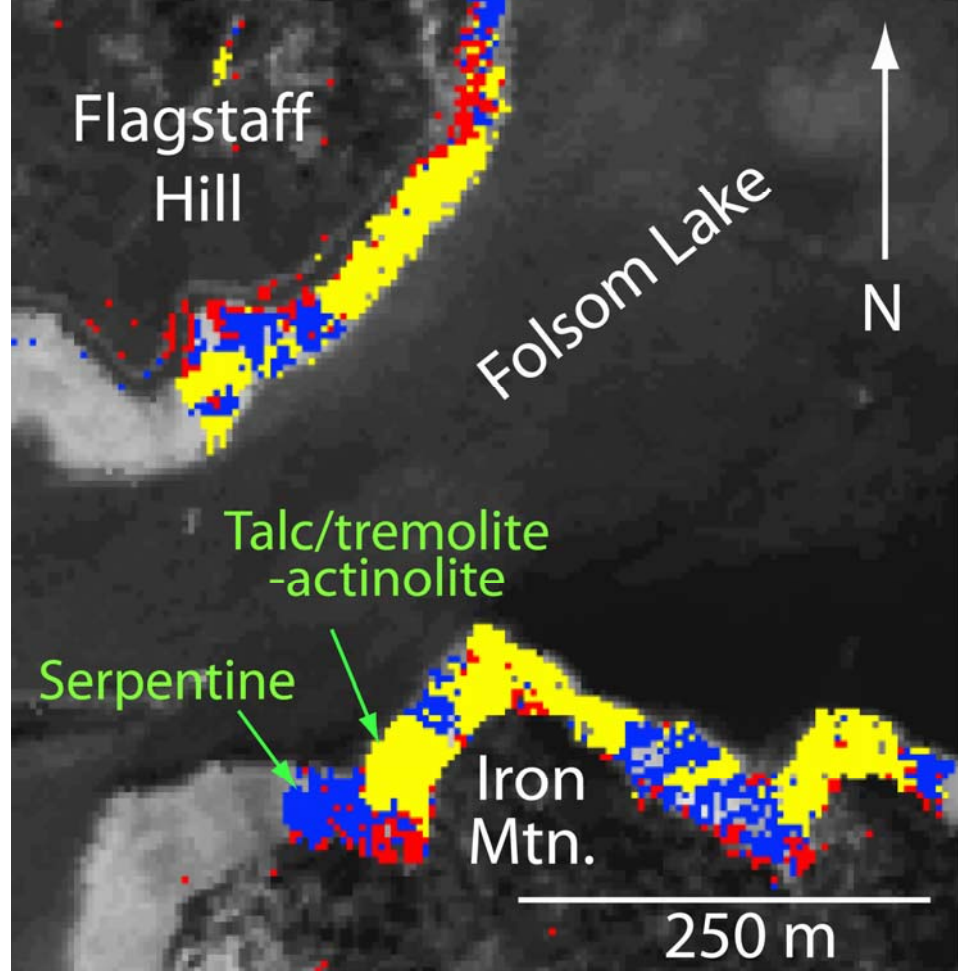 Flagstaff
Hill
Folsom Lake
N
Talc/tremolite
-actinolite
Serpentine
Iron
Mtn.
250 m